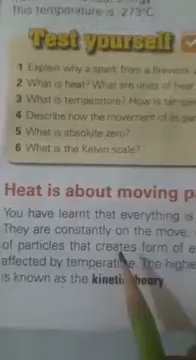 this temperature is 273°C
Test yourself
1 Explain why a spark from a firework
2 What is heat? What are units of heat
3 What is temperature? How is
4 Describe how the movement of
5 What is absolute zero?
6 What is the Kelvin scale?
Heat is about moving
You have learnt that everything is
They are constantly on the move.
of particles that creates form of
affected by temperature. The
is known as the kinetic theory